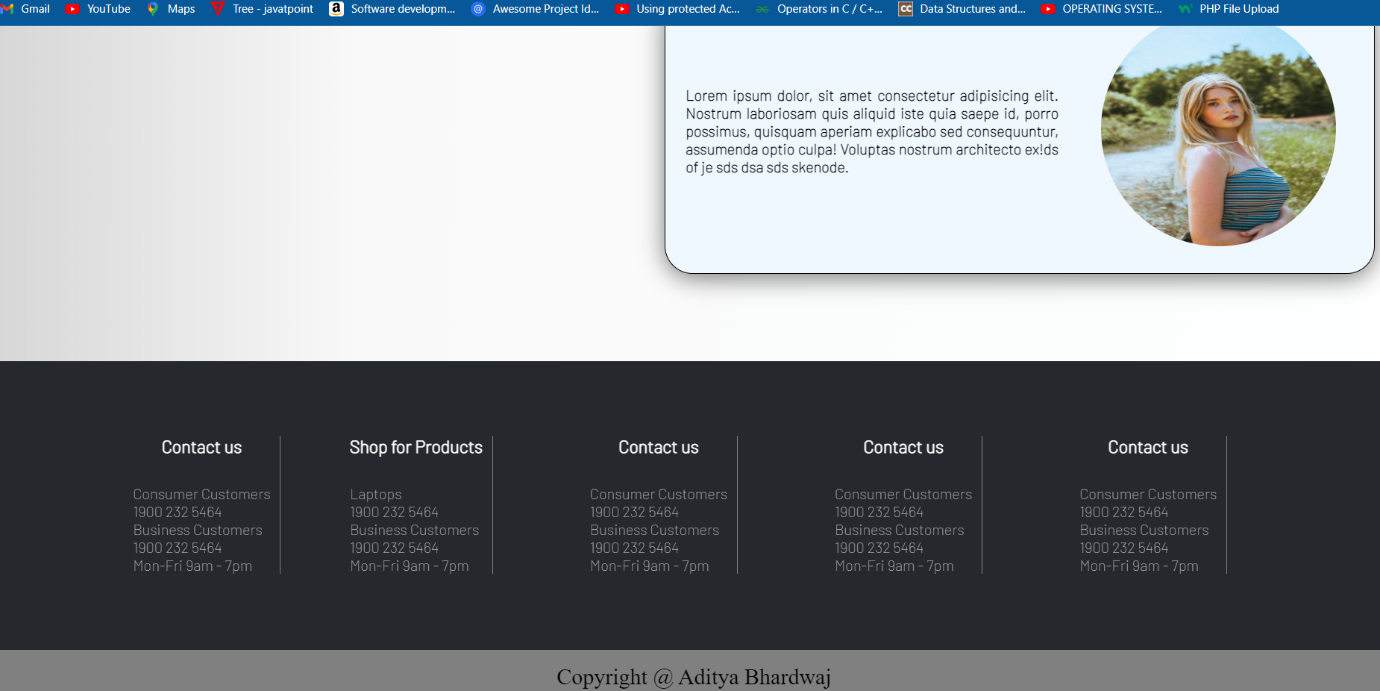 Gmail YouTube Maps Tree - javatpoint Software developm... Awesome Project Id... Using protected Ac... Operators in C / C+... Data Structures and... OPERATING SYSTE... PHP File Upload
Lorem ipsum dolor, sit amet consectetur adipisicing elit.
Nostrum laboriosam quis aliquid iste quia saepe id, porro
possimus, quisquam aperiam explicabo sed consequuntur,
assumenda optio culpa! Voluptas nostrum architecto ex!ds
of je sds dsa sds skenode.
Contact us
Consumer Customers
1900 232 5464
Business Customers
1900 232 5464
Mon-Fri 9am - 7pm
Shop for Products
Laptops
1900 232 5464
Business Customers
1900 232 5464
Mon-Fri 9am - 7pm
Contact us
Consumer Customers
1900 232 5464
Business Customers
1900 232 5464
Mon-Fri 9am - 7pm
Contact us
Consumer Customers
1900 232 5464
Business Customers
1900 232 5464
Mon-Fri 9am - 7pm
Contact us
Consumer Customers
1900 232 5464
Business Customers
1900 232 5464
Mon-Fri 9am - 7pm
Copyright @ Aditya Bhardwaj